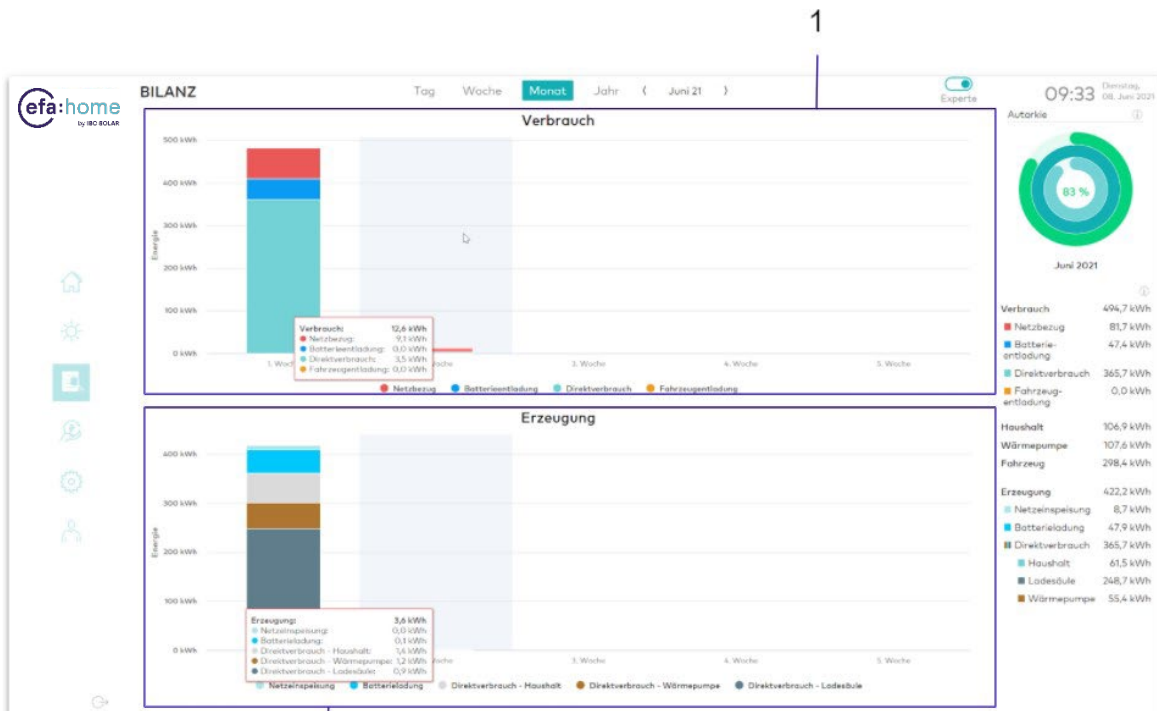 1
efa:home
by IBC SOLAR
BILANZ
Tag Woche Monat Jahr ‹ Juni 21 ›
Experte
09:33 Dienstag, 08. Juni 2021
Verbrauch
500 kWh
400 kWh
300 kWh
200 kWh
100 kWh
0 kWh
Energie
Verbrauch: 12,6 kWh
Netzbezug: 9,1 kWh
Batterieentladung: 0,0 kWh
Direktverbrauch: 3,5 kWh
Fahrzeugentladung: 0,0 kWh
3. Woche 4. Woche 5. Woche
Netzbezug Batterieentladung Direktverbrauch Fahrzeugentladung
Erzeugung
400 kWh
300 kWh
200 kWh
100 kWh
0 kWh
Energie
Erzeugung: 3,6 kWh
Netzeinspeisung: 0,0 kWh
Batterieladung: 0,1 kWh
Direktverbrauch - Haushalt: 1,4 kWh
Direktverbrauch - Wärmepumpe: 1,2 kWh
Direktverbrauch - Ladesäule: 0,9 kWh
3. Woche 4. Woche 5. Woche
Netzeinspeisung Batterieladung Direktverbrauch - Haushalt Direktverbrauch - Wärmepumpe Direktverbrauch - Ladesäule
Autarkie
83 %
Juni 2021
Verbrauch 494,7 kWh
Netzbezug 81,7 kWh
Batterie- 47,4 kWh
entladung
Direktverbrauch 365,7 kWh
Fahrzeug- 0,0 kWh
entladung
Haushalt 106,9 kWh
Wärmepumpe 107,6 kWh
Fahrzeug 298,4 kWh
Erzeugung 422,2 kWh
Netzeinspeisung 8,7 kWh
Batterieladung 47,9 kWh
Direktverbrauch 365,7 kWh
Haushalt 61,5 kWh
Ladesäule 248,7 kWh
Wärmepumpe 55,4 kWh